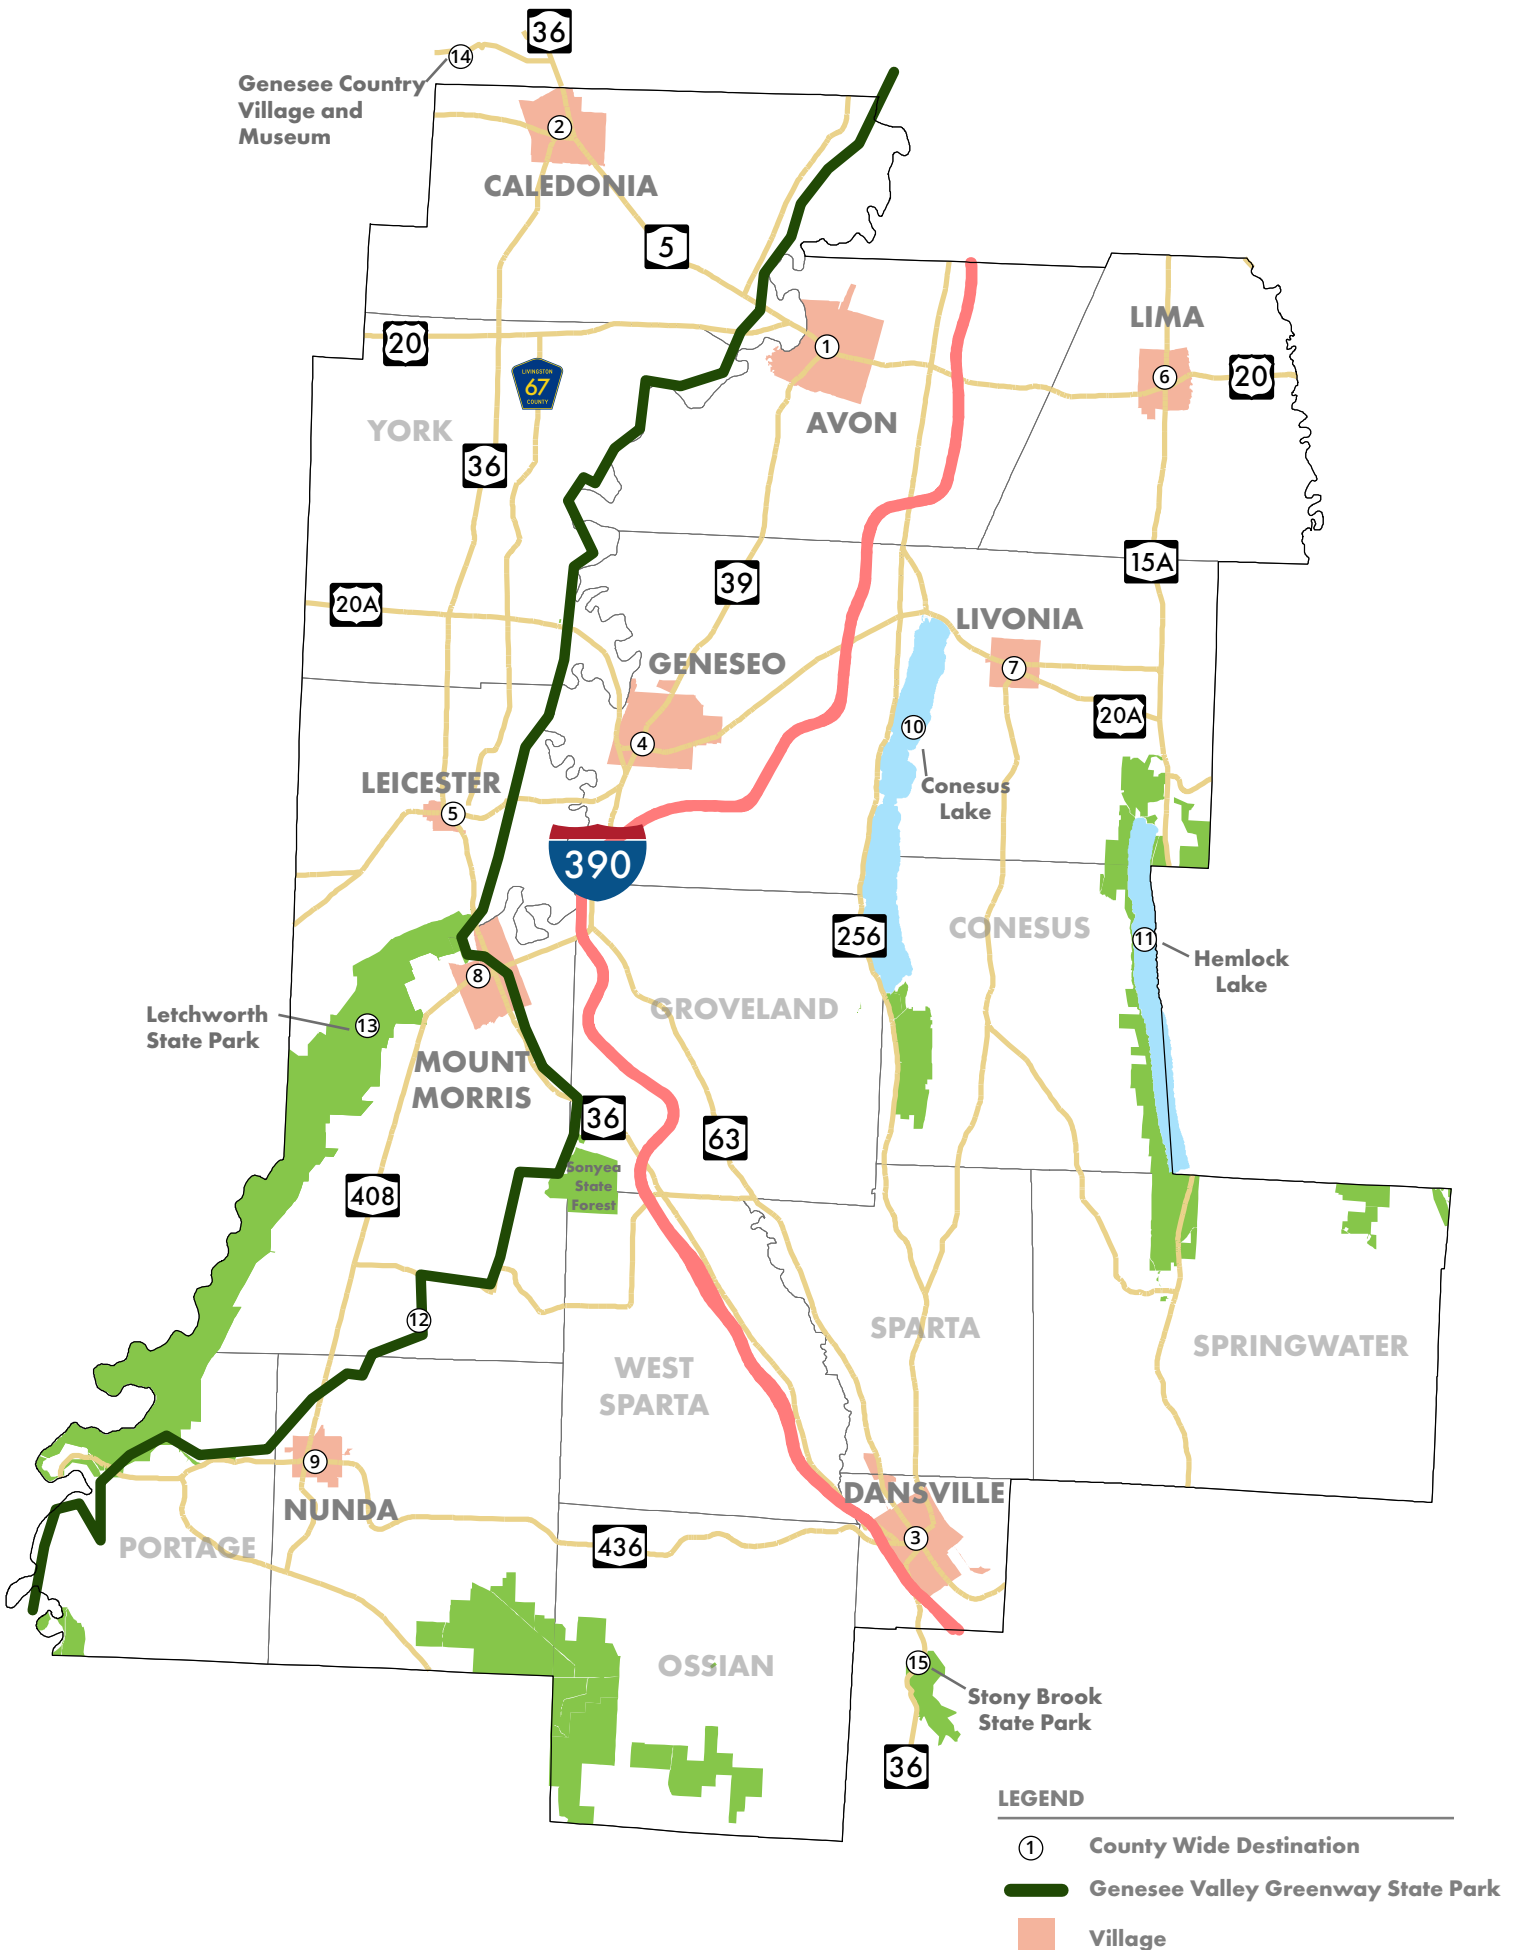 36
14
Genesee Country
Village and
Museum
2
CALEDONIA
5
LIMA
20
1
6
20
LIVINGSTON
67
COUNTY
AVON
YORK
36
15A
39
20A
LIVONIA
GENESEO
7
20A
10
4
LEICESTER
Conesus
Lake
5
390
256
CONESUS
11
Hemlock
Lake
8
GROVELAND
Letchworth
State Park
13
MOUNT
MORRIS
36
63
Sonyea
State
Forest
408
12
SPARTA
SPRINGWATER
WEST
SPARTA
9
DANSVILLE
NUNDA
3
PORTAGE
436
OSSIAN
15
Stony Brook
State Park
36
LEGEND
1
County Wide Destination
Genesee Valley Greenway State Park
Village